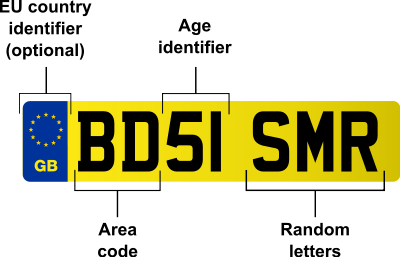 EU country
identifier
(optional)
Age
identifier
GB
BD51 SMR
Area
code
Random
letters